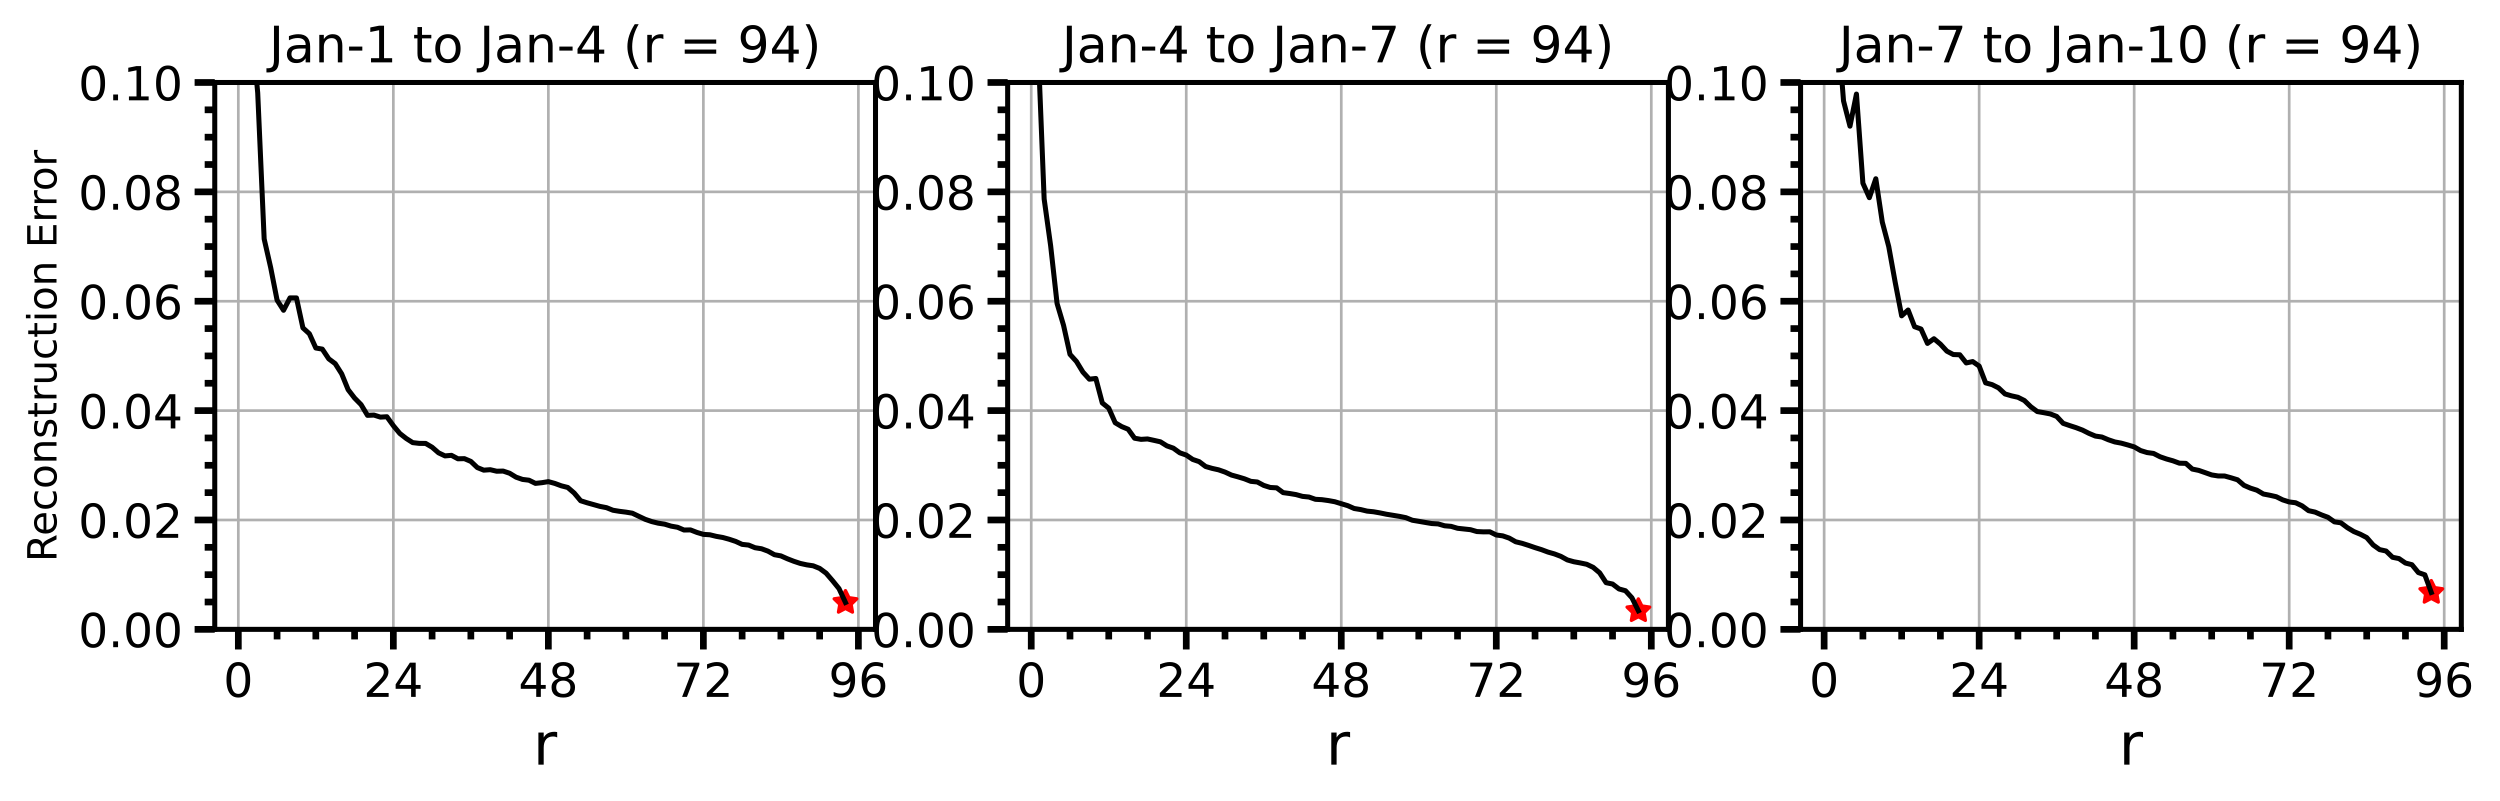 Jan-1 to Jan-4 (r = 94)
Reconstruction Error
0.10
0.08
0.06
0.04
0.02
0.00
0 24 48 72 96
r
Jan-4 to Jan-7 (r = 94)
0.10
0.08
0.06
0.04
0.02
0.00
0 24 48 72 96
r
Jan-7 to Jan-10 (r = 94)
0.10
0.08
0.06
0.04
0.02
0.00
0 24 48 72 96
r